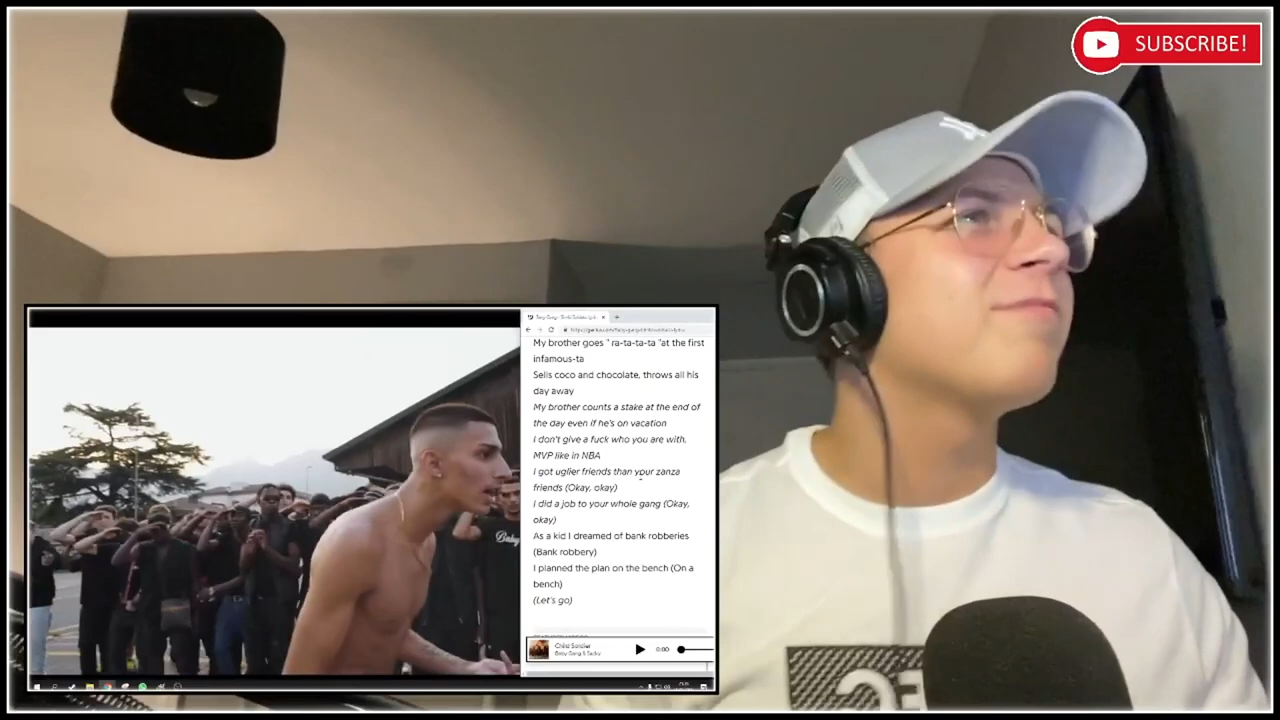 SUBSCRIBE!
My brother goes " ra-ta-ta-ta "at the first
infamous-ta
Sells coco and chocolate, throws all his
day away
My brother counts a stake at the end of
the day even if he's on vacation
I don't give a fuck who you are with,
MVP like in NBA
I got uglier friends than your zanza
friends (Okay, okay)
I did a job to your whole gang (Okay,
okay)
As a kid I dreamed of bank robberies
(Bank robbery)
I planned the plan on the bench (On a
bench)
(Let's go)
Child Soldier
Baby Gang & Sacky
0:00
Baby